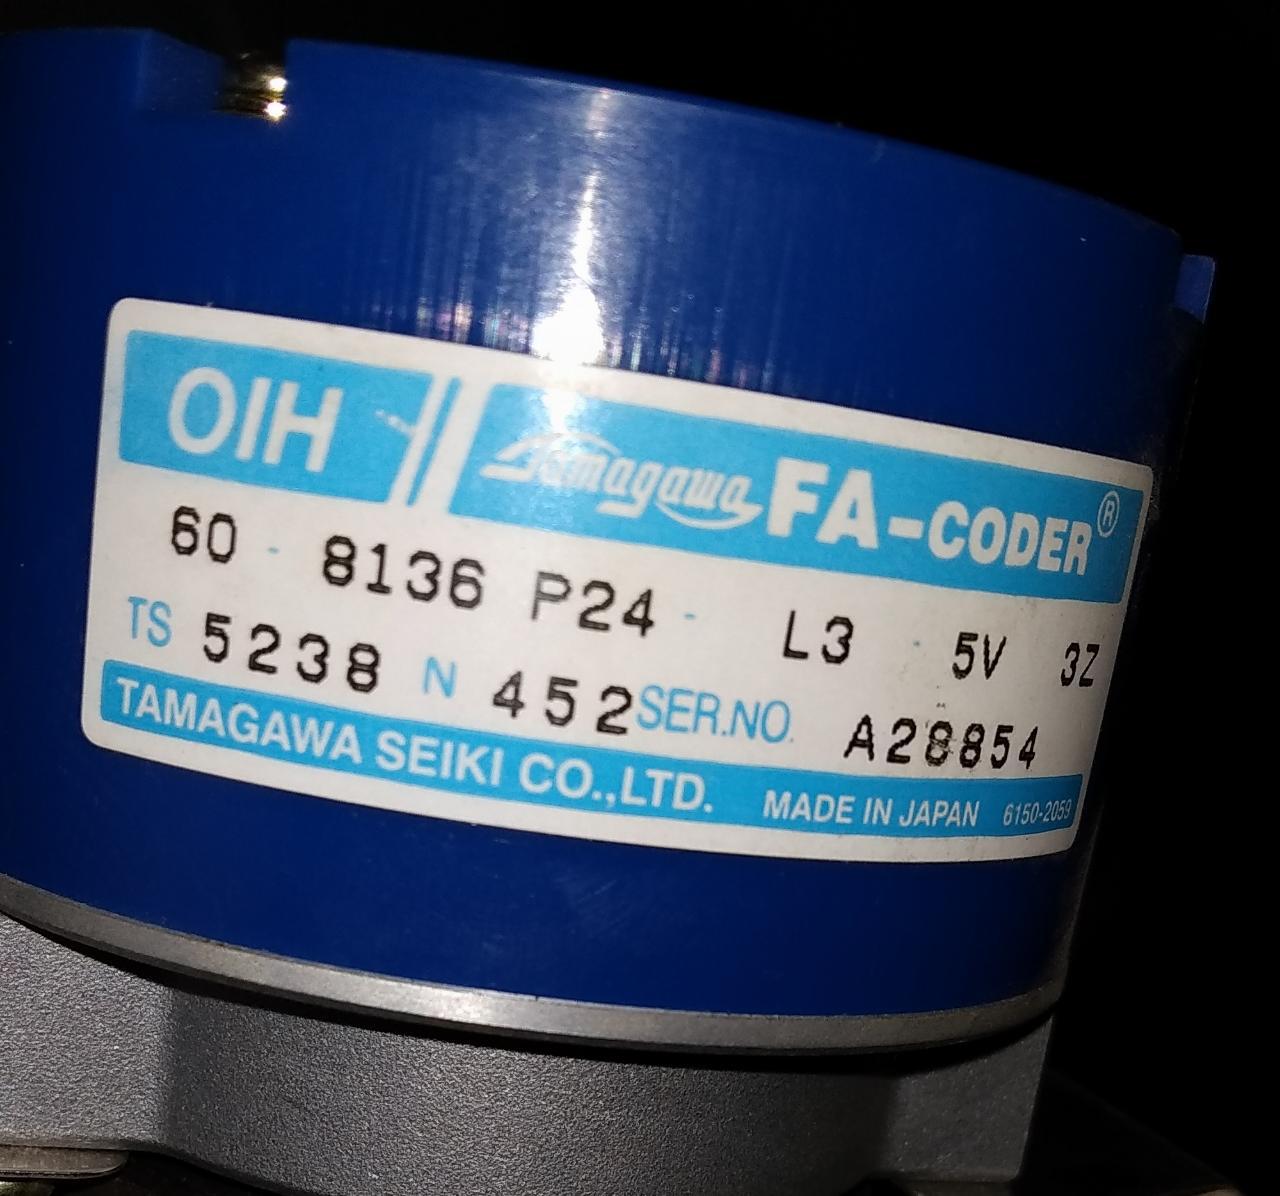 OIH Tamagawa FA-CODER®
60 - 8136 P24 - L3 - 5V 3Z
TS 5238 N 452 SER.NO. A28854
TAMAGAWA SEIKI CO.,LTD. MADE IN JAPAN 6150-2059